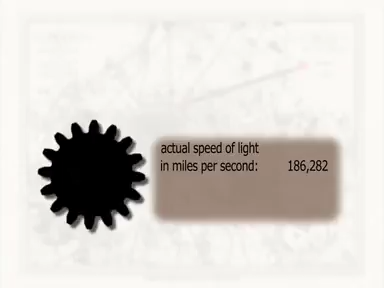 actual speed of light
in miles per second: 186,282